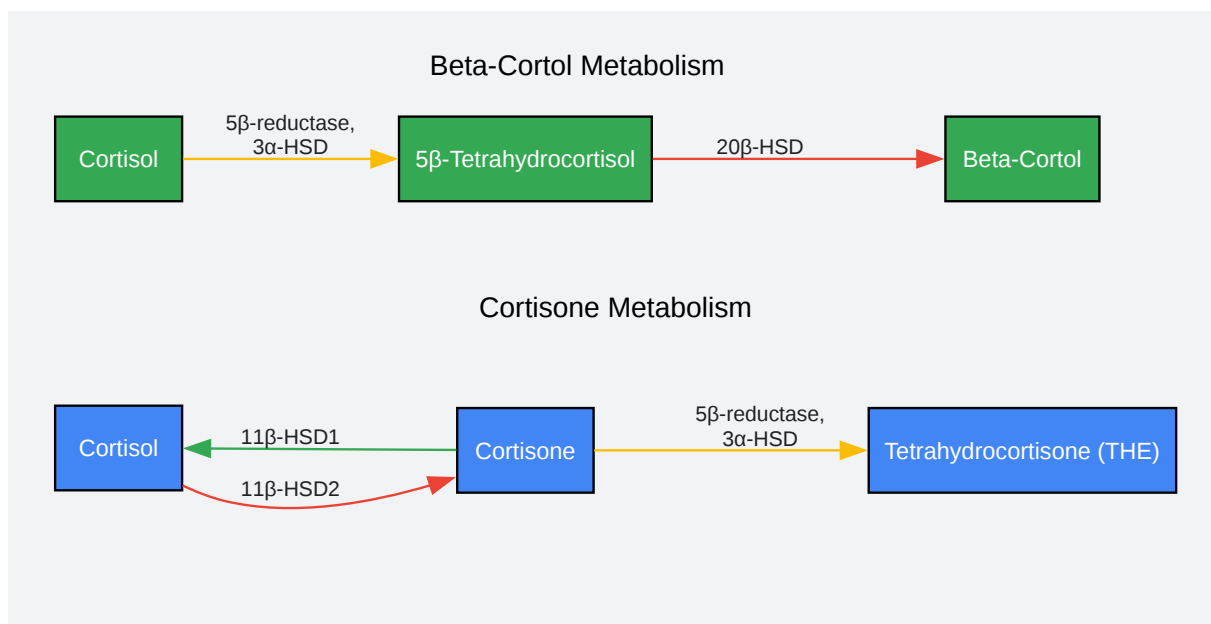 Beta-Cortol Metabolism
5β-reductase,
3α-HSD
20β-HSD
Cortisol
5β-Tetrahydrocortisol
Beta-Cortol
Cortisone Metabolism
5β-reductase,
3α-HSD
11β-HSD1
Cortisol
Cortisone
Tetrahydrocortisone (THE)
11β-HSD2